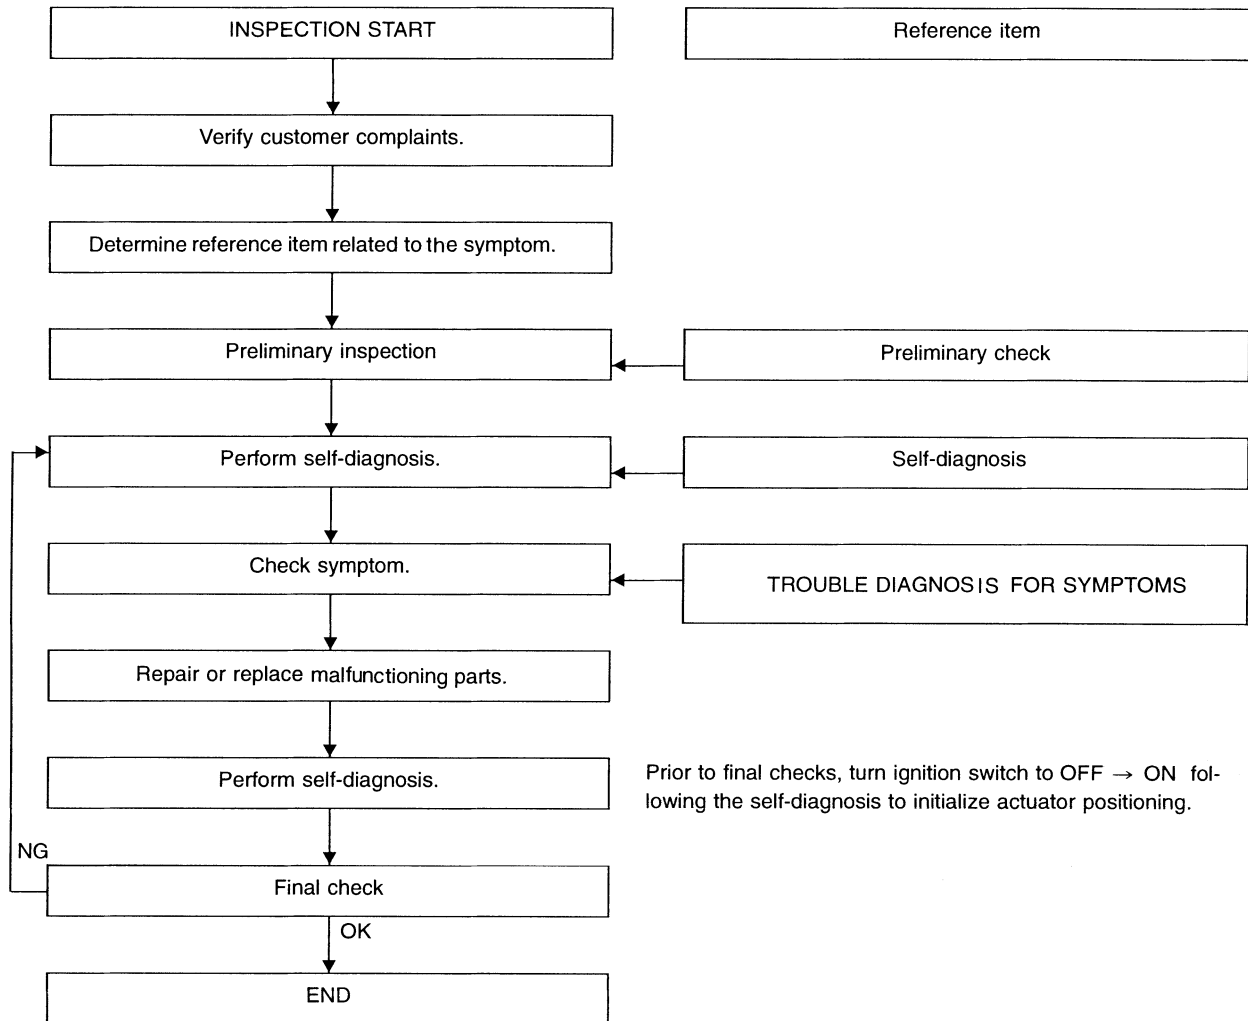 INSPECTION START
Reference item
Verify customer complaints.
Determine reference item related to the symptom.
Preliminary inspection
Preliminary check
Perform self-diagnosis.
Self-diagnosis
Check symptom.
TROUBLE DIAGNOSIS FOR SYMPTOMS
Repair or replace malfunctioning parts.
Perform self-diagnosis.
Prior to final checks, turn ignition switch to OFF → ON fol-
lowing the self-diagnosis to initialize actuator positioning.
NG
Final check
OK
END